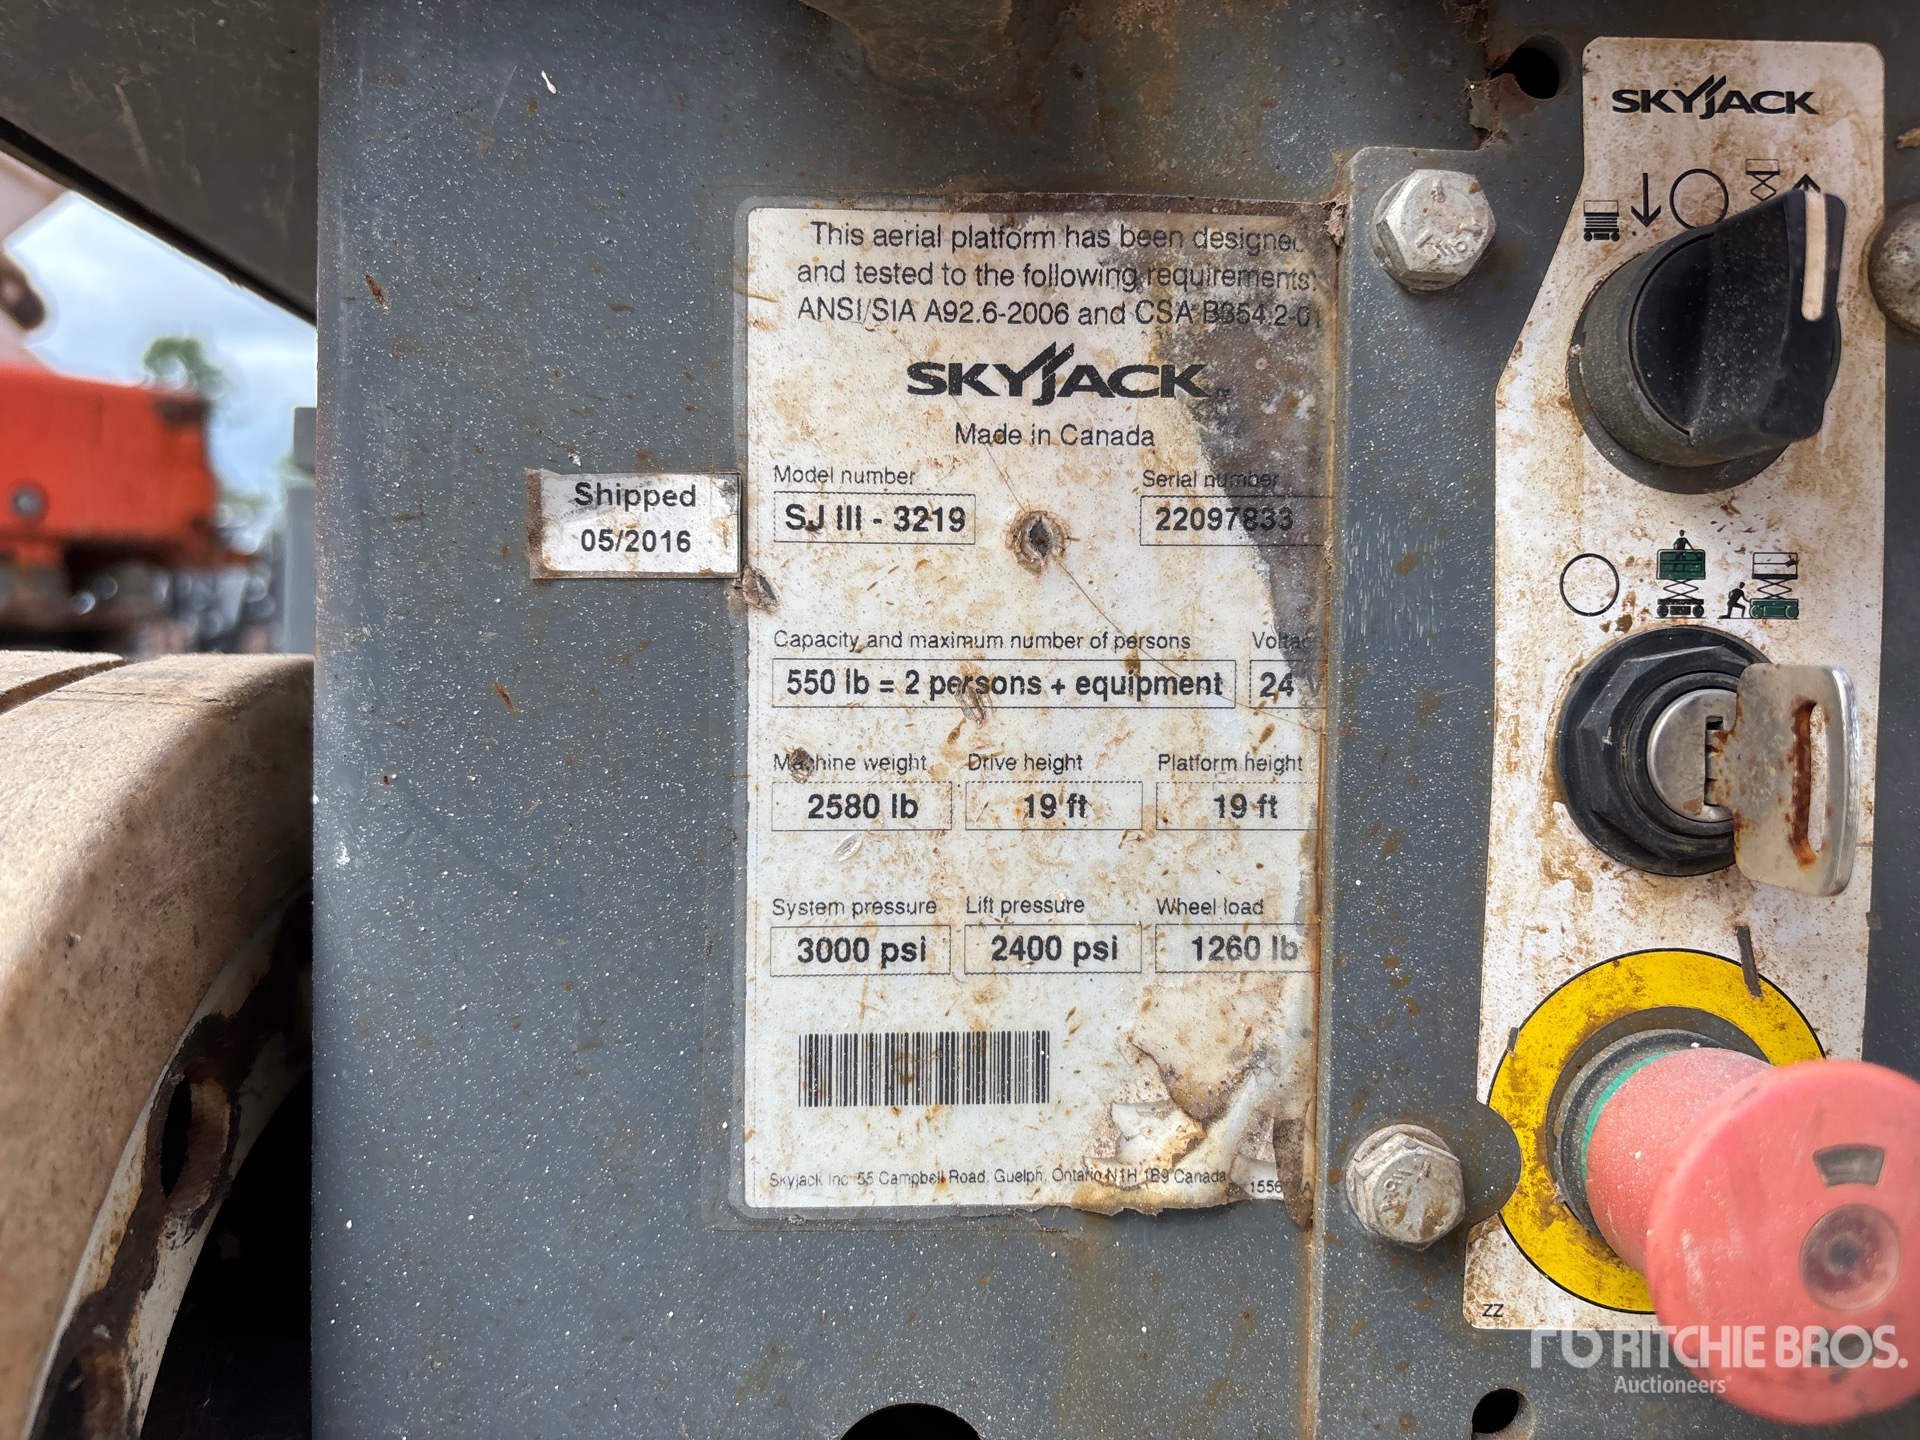 SKYJACK
This aerial platform has been designed
and tested to the following requirements:
ANSI/SIA A92.6-2006 and CSA B354.2-01
SKYJACK
Made in Canada
Model number
Serial number
SJ III - 3219
22097833
Shipped
05/2016
Capacity and maximum number of persons
550 lb = 2 persons + equipment
24 V
Machine weight
Drive height
Platform height
2580 lb
19 ft
19 ft
System pressure
Lift pressure
Wheel load
3000 psi
2400 psi
1260 lb
Skyjack Inc. 55 Campbell Road, Guelph, Ontario N1H 1B9 Canada
ZZ
rb RITCHIE BROS.
Auctioneers